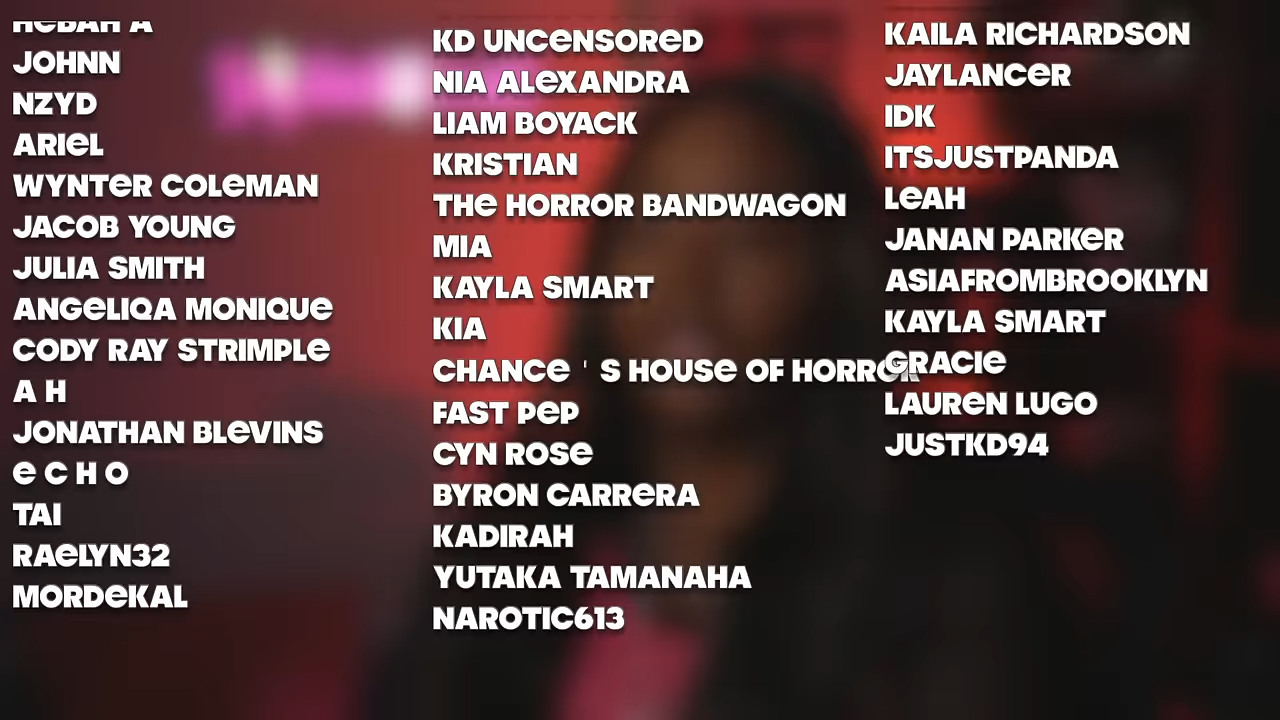 HeBAH A
JOHNN
NZYD
ARIeL
WYNTeR COLeMAN
JACOB YOUNG
JULIA SMITH
ANGeLIQA MONIQUe
CODY RAY STRIMPLe
A H
JONATHAN BLeVINS
e C H O
TAI
RAeLYN32
MORDeKAL
KD UNCeNSOReD
NIA ALeXANDRA
LIAM BOYACK
KRISTIAN
THe HORROR BANDWAGON
MIA
KAYLA SMART
KIA
CHANCe ' S HOUSe OF HORROR
FAST PeP
CYN ROSe
BYRON CARReRA
KADIRAH
YUTAKA TAMANAHA
NAROTIC613
KAILA RICHARDSON
JAYLANCeR
IDK
ITSJUSTPANDA
LeAH
JANAN PARKeR
ASIAFROMBROOKLYN
KAYLA SMART
GRACIe
LAUReN LUGO
JUSTKD94